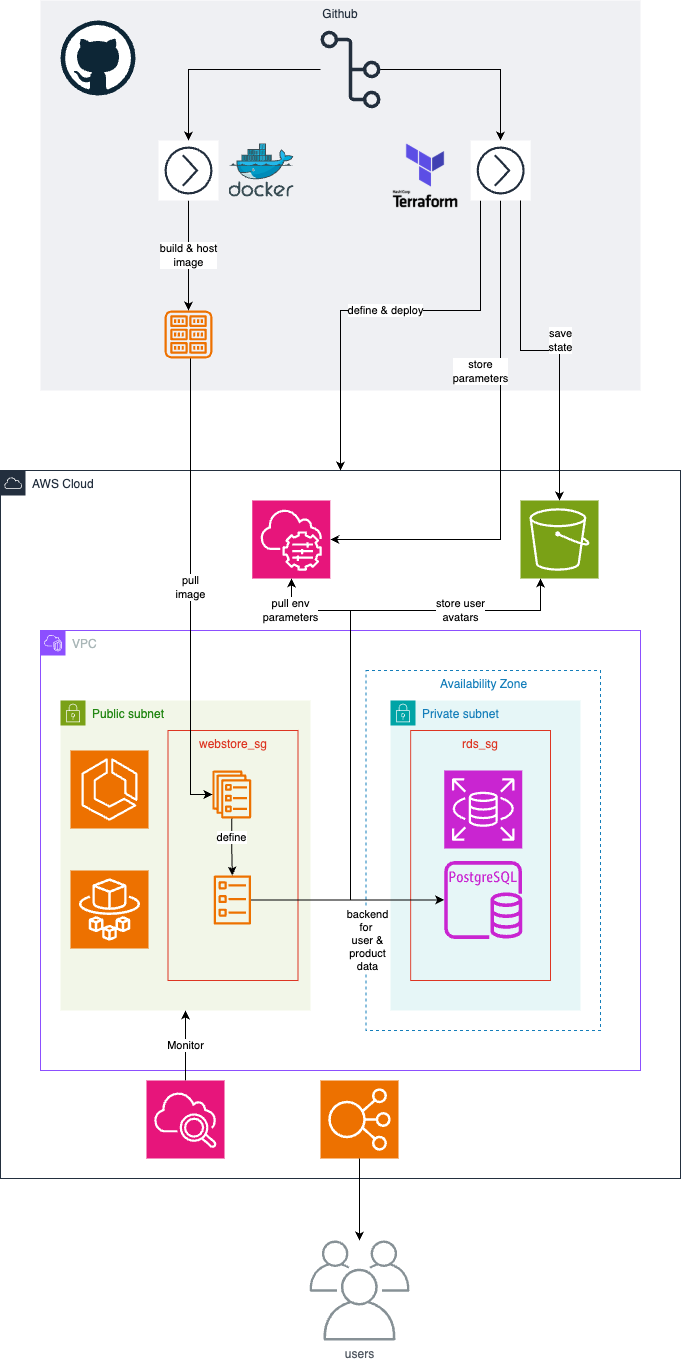 Github
docker
HashiCorp
Terraform
build & host
image
define & deploy
save
state
store
parameters
AWS Cloud
pull
image
pull env
parameters
store user
avatars
VPC
Availability Zone
Public subnet
Private subnet
webstore_sg
rds_sg
define
PostgreSQL
backend
for
user &
product
data
Monitor
users